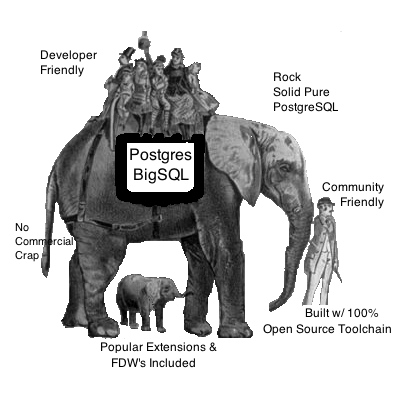 Developer
Friendly
Rock
Solid Pure
PostgreSQL
Postgres
BigSQL
Community
Friendly
No
Commercial
Crap
Built w/ 100%
Open Source Toolchain
Popular Extensions &
FDW's Included